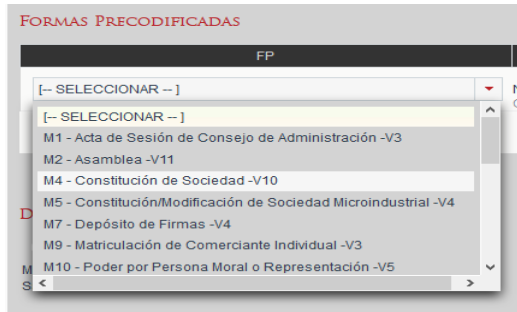 FORMAS PRECODIFICADAS
FP
[-- SELECCIONAR -- ]
[-- SELECCIONAR -- ]
M1 - Acta de Sesión de Consejo de Administración -V3
M2 - Asamblea -V11
M4 - Constitución de Sociedad -V10
M5 - Constitución/Modificación de Sociedad Microindustrial -V4
M7 - Depósito de Firmas -V4
M9 - Matriculación de Comerciante Individual -V3
M10 - Poder por Persona Moral o Representación -V5